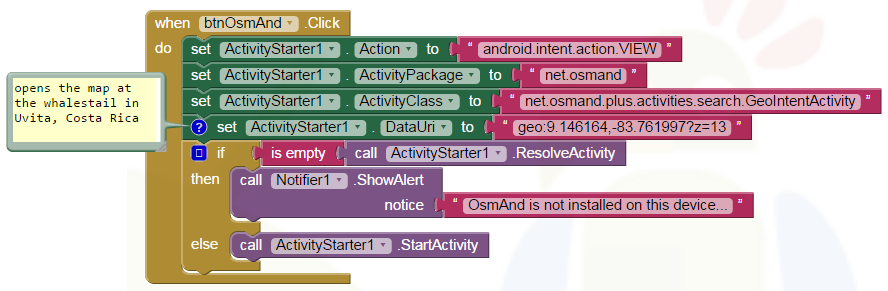 when btnOsmAnd .Click
do set ActivityStarter1 . Action to " android.intent.action.VIEW "
set ActivityStarter1 . ActivityPackage to " net.osmand "
set ActivityStarter1 . ActivityClass to " net.osmand.plus.activities.search.GeoIntentActivity "
opens the map at
the whalestail in
Uvita, Costa Rica
? set ActivityStarter1 . DataUri to " geo:9.146164,-83.761997?z=13 "
if is empty call ActivityStarter1 .ResolveActivity
then call Notifier1 .ShowAlert
notice " OsmAnd is not installed on this device... "
else call ActivityStarter1 .StartActivity